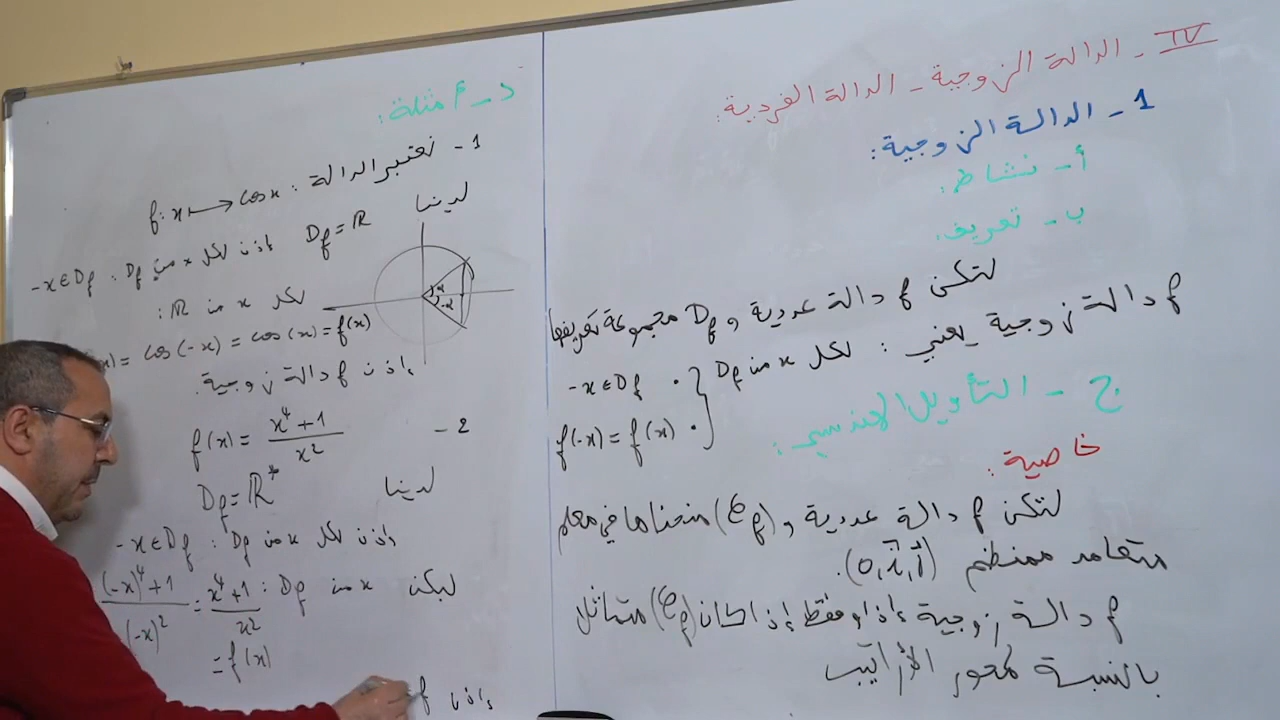 IV - الدالة الزوجية - الدالة الفردية:
1 - الدالة الزوجية:
أ - نشاط:
ب - تعريف:
لتكن f دالة عددية و Df مجموعة تعريفها
f دالة زوجية يعني: لكل x من Df
-x ∈ Df
f(-x) = f(x)
ج - التأويل الهندسي:
خاصية:
لتكن f دالة عددية و (Cf) منحناها في معلم
متعامد ممنظم (O, i, j).
f دالة زوجية إذا وفقط إذا كان (Cf) متماثل
بالنسبة لمحور الأراتيب
د - أمثلة:
1 - نعتبر الدالة: f: x ⟼ cos x
لدينا Df = ℝ إذن لكل x من Df: -x ∈ Df
لكل x من ℝ:
x) = cos(-x) = cos(x) = f(x)
إذن f دالة زوجية.
α
-α
2 - f(x) = (x⁴+1)/x²
لدينا Df = ℝ*
إذن لكل x من Df: -x ∈ Df
ليكن x من Df: ((-x)⁴+1)/(-x)² = (x⁴+1)/x²
= f(x)
إذن f